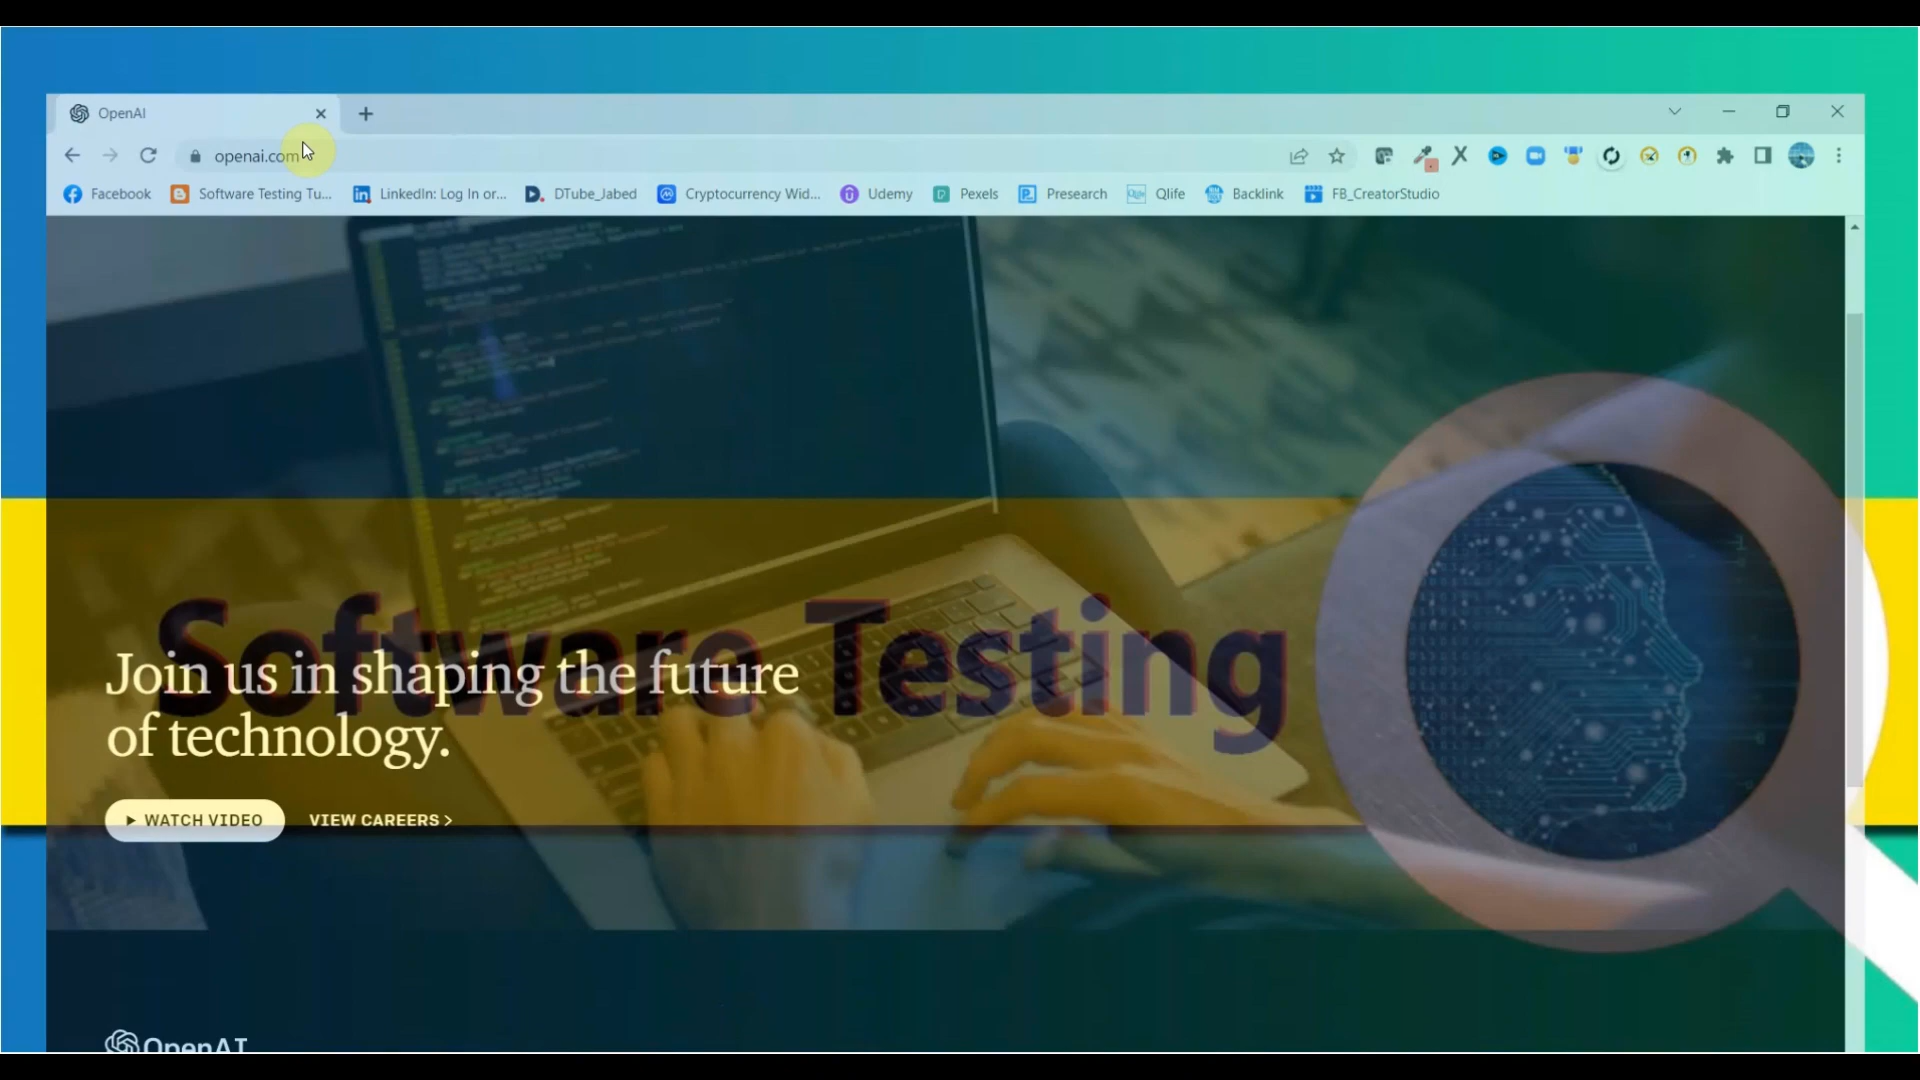 OpenAI
openai.com
Facebook
Software Testing Tu...
LinkedIn: Log In or...
DTube_Jabed
Cryptocurrency Wid...
Udemy
Pexels
Presearch
Qlife
Backlink
FB_CreatorStudio
Software Testing
Join us in shaping the future
of technology.
WATCH VIDEO
VIEW CAREERS >
OpenAI